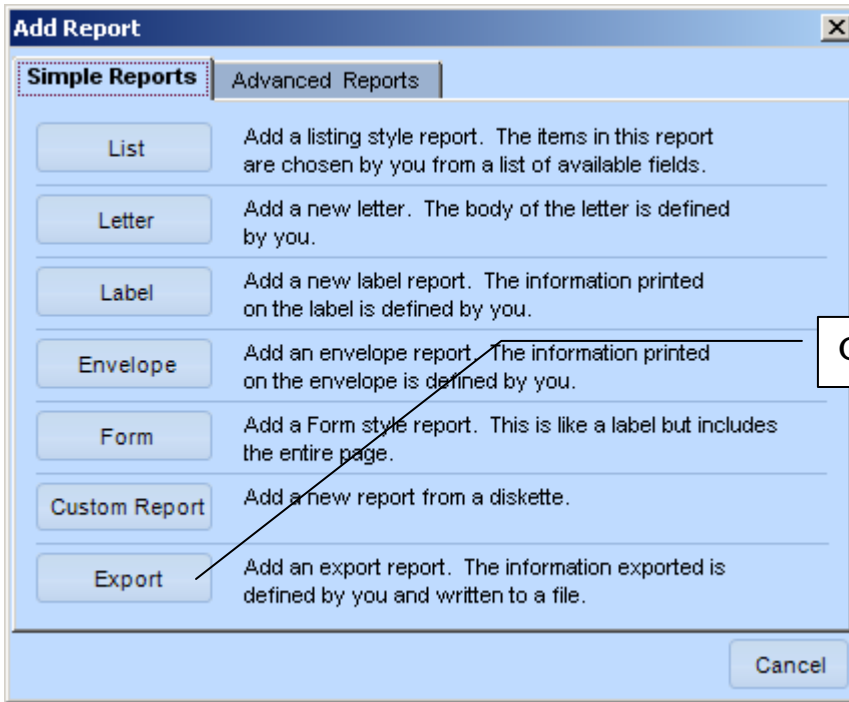 Add Report
Simple Reports
Advanced Reports
List
Add a listing style report. The items in this report
are chosen by you from a list of available fields.
Letter
Add a new letter. The body of the letter is defined
by you.
Label
Add a new label report. The information printed
on the label is defined by you.
Envelope
Add an envelope report. The information printed
on the envelope is defined by you.
Form
Add a Form style report. This is like a label but includes
the entire page.
Custom Report
Add a new report from a diskette.
Export
Add an export report. The information exported is
defined by you and written to a file.
Cancel